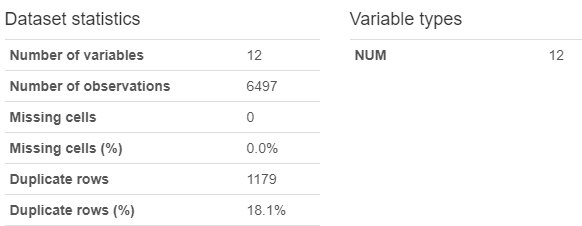 Dataset statistics
Number of variables 12
Number of observations 6497
Missing cells 0
Missing cells (%) 0.0%
Duplicate rows 1179
Duplicate rows (%) 18.1%
Variable types
NUM 12